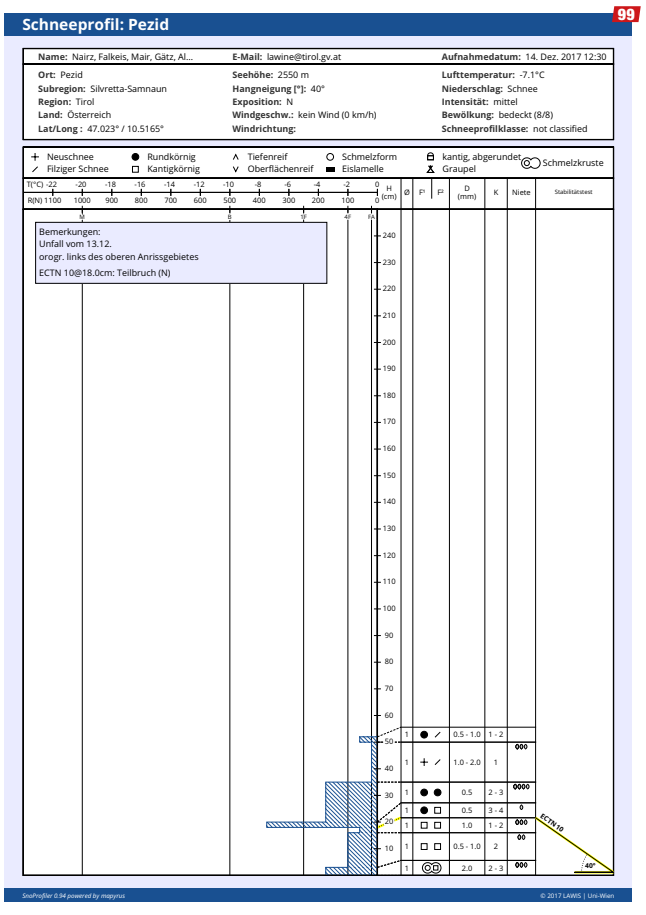 99
Schneeprofil: Pezid
Name: Nairz, Falkeis, Mair, Gätz, Al... E-Mail: lawine@tirol.gv.at Aufnahmedatum: 14. Dez. 2017 12:30
Ort: Pezid Seehöhe: 2550 m Lufttemperatur: -7.1°C
Subregion: Silvretta-Samnaun Hangneigung [°]: 40° Niederschlag: Schnee
Region: Tirol Exposition: N Intensität: mittel
Land: Österreich Windgeschw.: kein Wind (0 km/h) Bewölkung: bedeckt (8/8)
Lat/Long : 47.023° / 10.5165° Windrichtung: Schneeprofilklasse: not classified
Neuschnee Rundkörnig Tiefenreif Schmelzform kantig, abgerundet Schmelzkruste
Filziger Schnee Kantigkörnig Oberflächenreif Eislamelle Graupel
T(°C) -22 -20 -18 -16 -14 -12 -10 -8 -6 -4 -2 0 H (cm) Ø F¹ F² D (mm) K Niete Stabilitätstest
R(N) 1100 1000 900 800 700 600 500 400 300 200 100 0
M B 1F 4F FA
Bemerkungen:
Unfall vom 13.12.
orogr. links des oberen Anrissgebietes
ECTN 10@18.0cm: Teilbruch (N)
240
230
220
210
200
190
180
170
160
150
140
130
120
110
100
90
80
70
60
1 0.5 - 1.0 1 - 2
50
1 1.0 - 2.0 1
40
30 1 0.5 2 - 3
1 0.5 3 - 4
20 1 1.0 1 - 2 ECTN 10
10 1 0.5 - 1.0 2
1 2.0 2 - 3 40°
SnoProfiler 0.94 powered by mapyrus © 2017 LAWIS | Uni-Wien